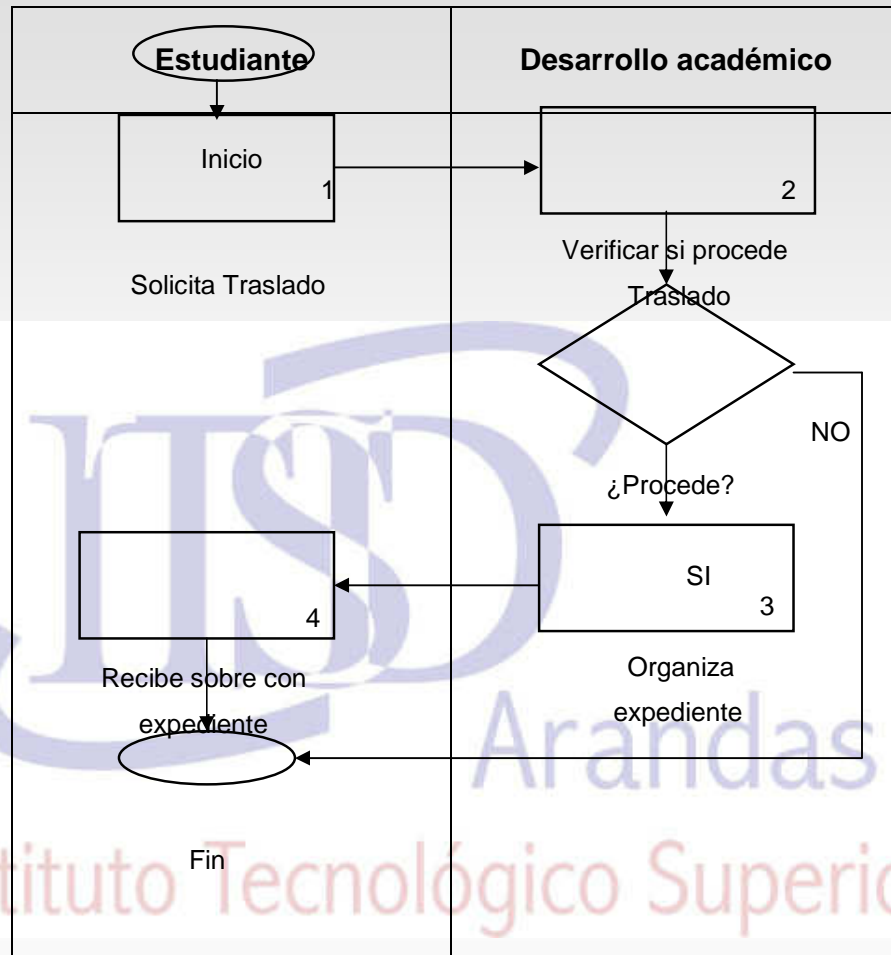 Estudiante
Desarrollo académico
Inicio
1
2
Solicita Traslado
Verificar si procede
Traslado
NO
¿Procede?
SI
3
4
Recibe sobre con
expediente
Organiza
expediente
Fin
ITSD
Arandas
tituto Tecnológico Superio